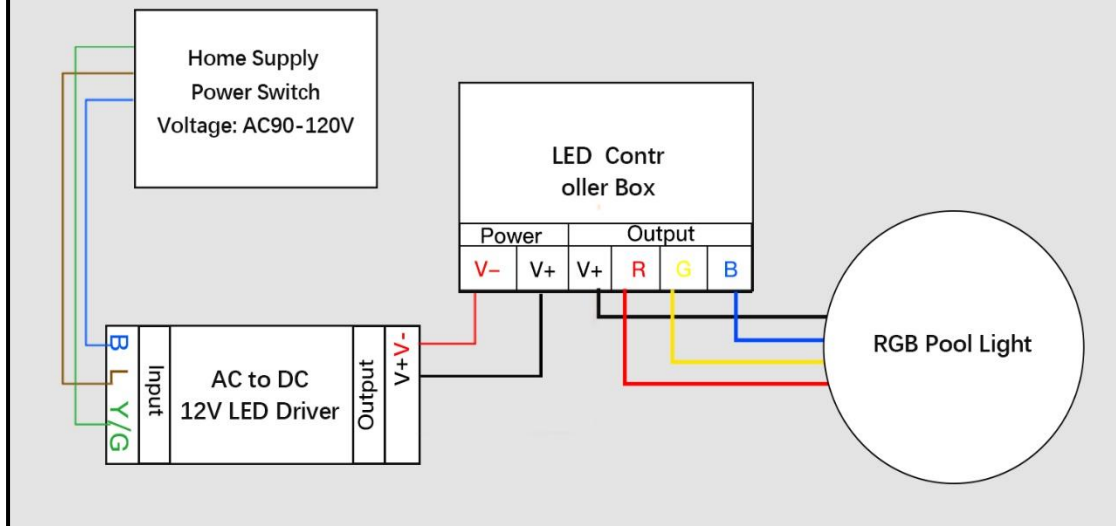 Home Supply
Power Switch
Voltage: AC90-120V
LED Contr
oller Box
Power
Output
V-
V+
V+
R
G
B
B
L
Y/G
Input
AC to DC
12V LED Driver
Output
V-
V+
RGB Pool Light